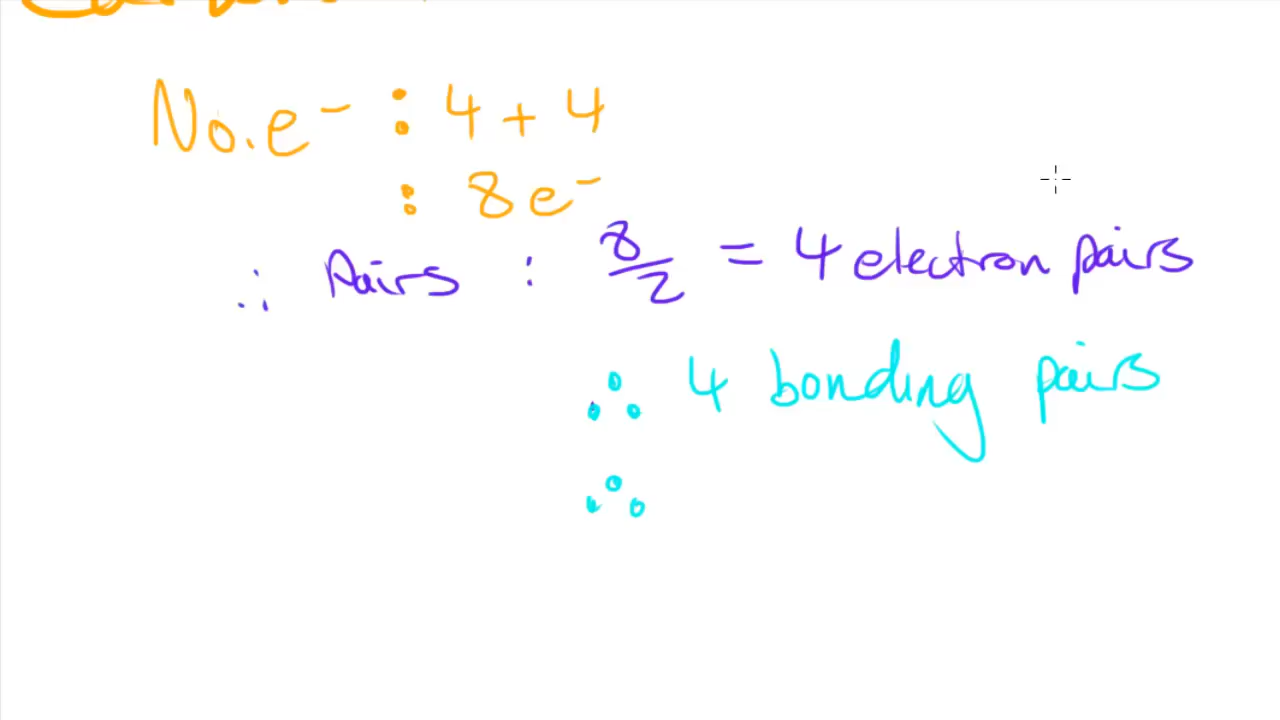 No. e⁻ : 4 + 4
: 8e⁻
∴ Pairs : 8/2 = 4 electron pairs
∴ 4 bonding pairs
∴